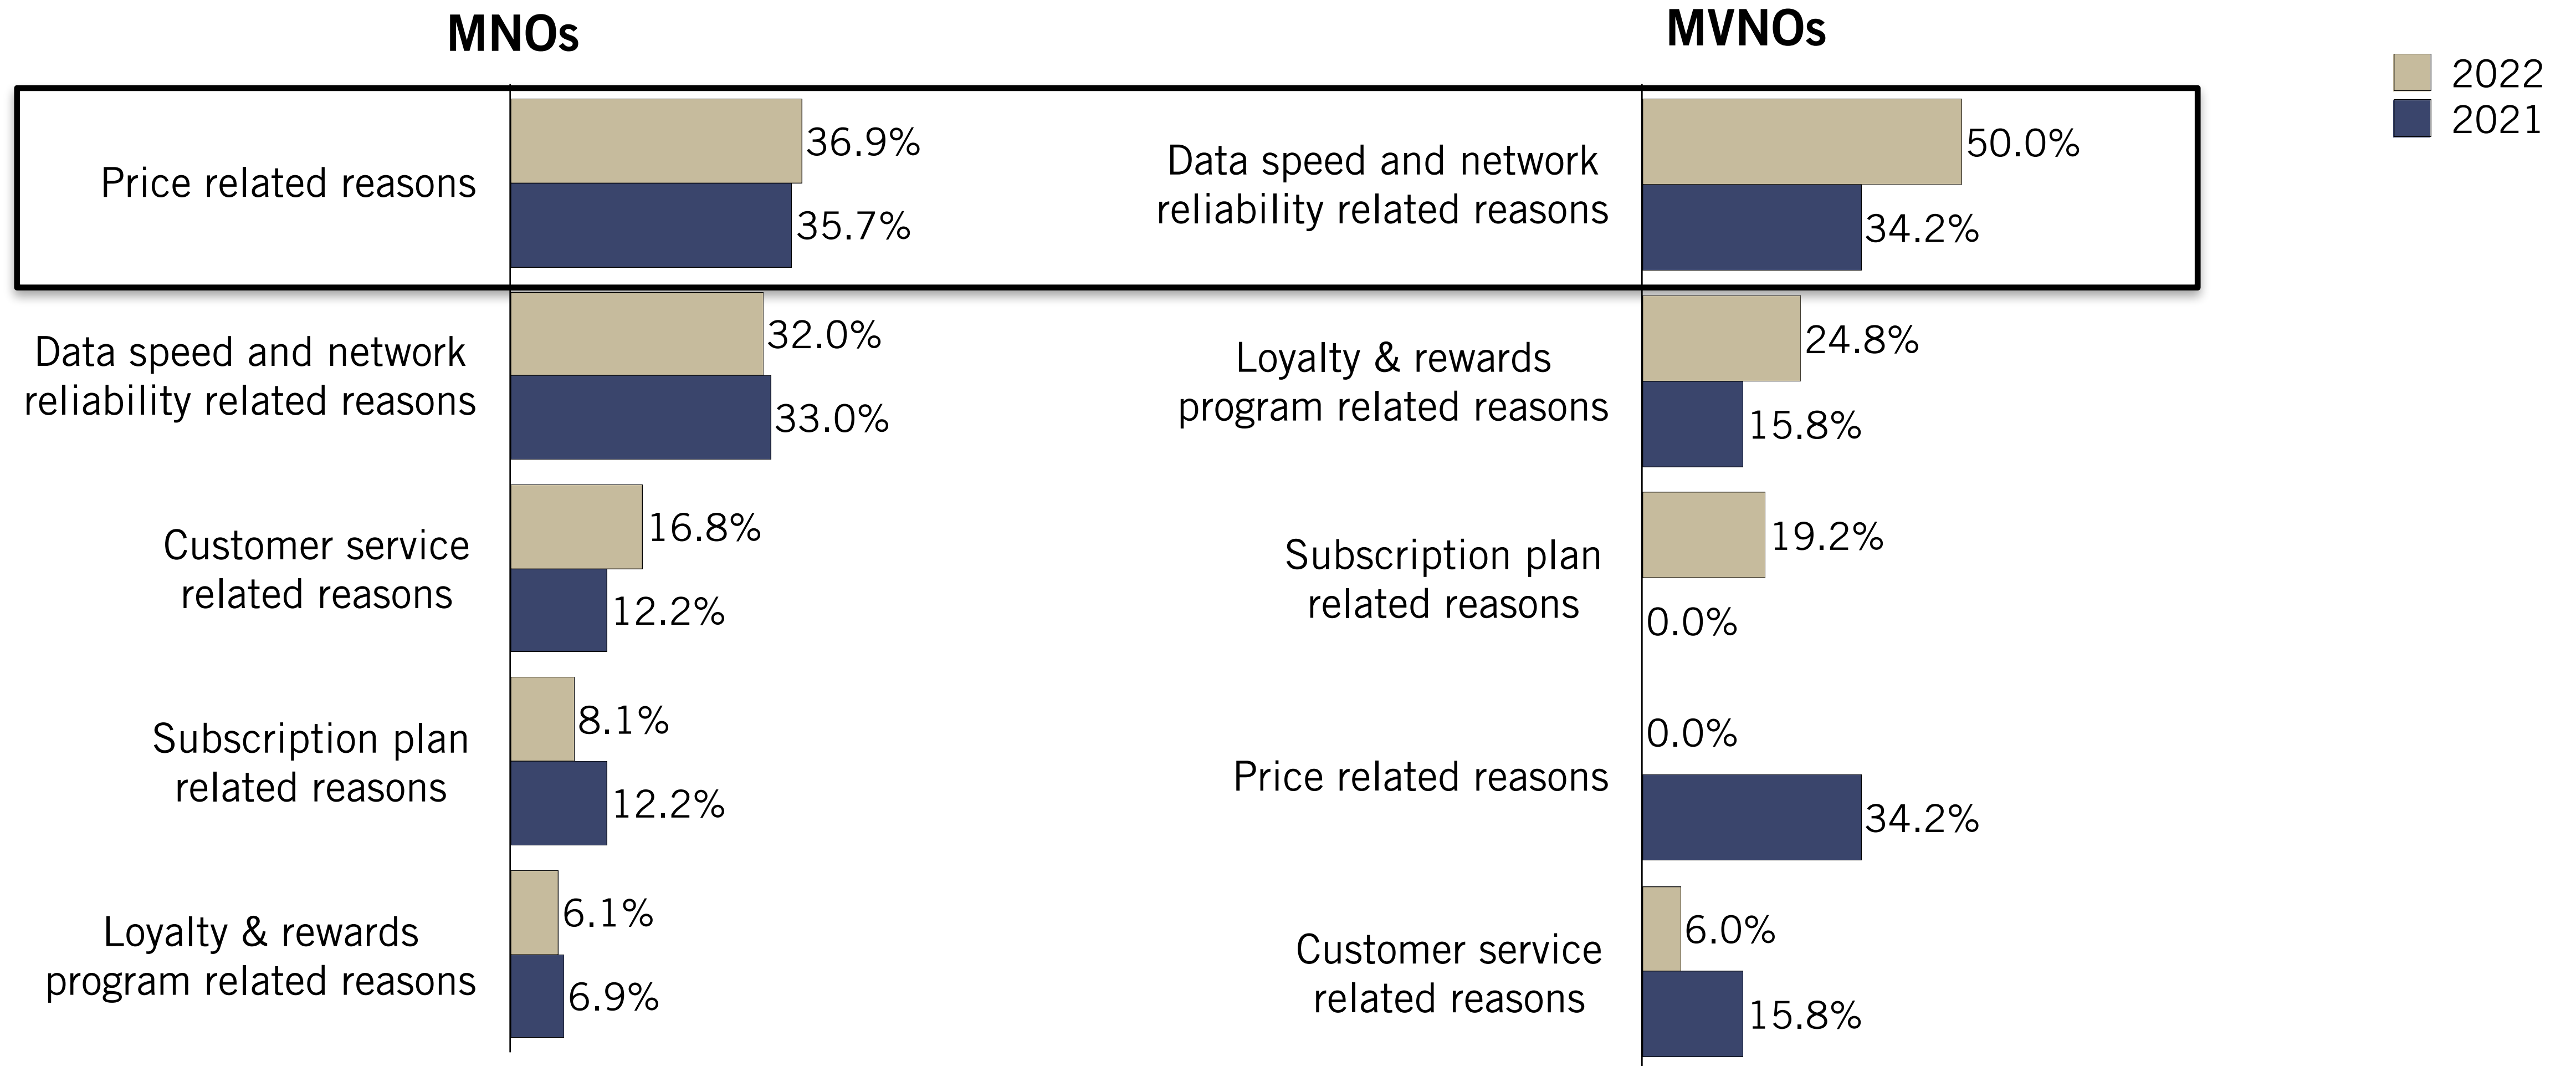 MNOs
Price related reasons
36.9%
35.7%
Data speed and network
reliability related reasons
32.0%
33.0%
Customer service
related reasons
16.8%
12.2%
Subscription plan
related reasons
8.1%
12.2%
Loyalty & rewards
program related reasons
6.1%
6.9%
MVNOs
Data speed and network
reliability related reasons
50.0%
34.2%
Loyalty & rewards
program related reasons
24.8%
15.8%
Subscription plan
related reasons
19.2%
0.0%
Price related reasons
0.0%
34.2%
Customer service
related reasons
6.0%
15.8%
2022
2021